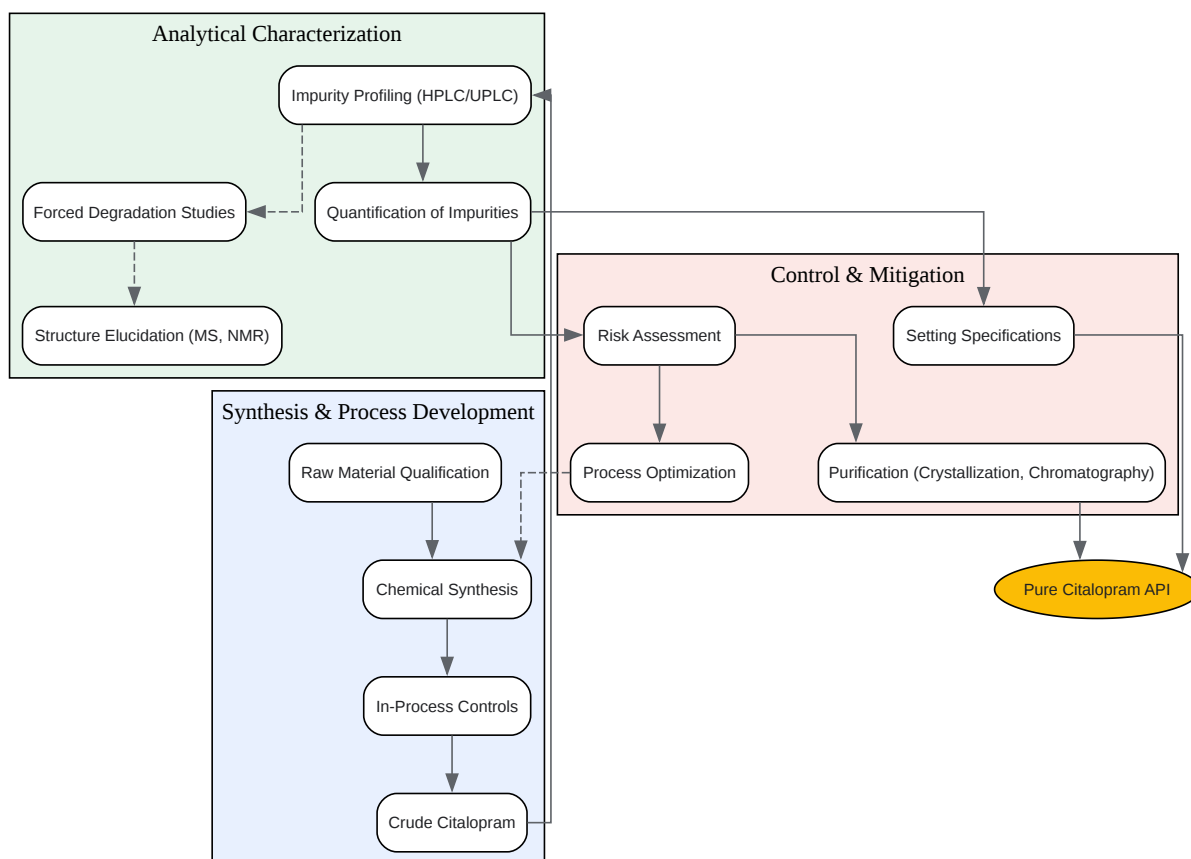 Analytical Characterization
Impurity Profiling (HPLC/UPLC)
Forced Degradation Studies
Quantification of Impurities
Structure Elucidation (MS, NMR)
Control & Mitigation
Risk Assessment
Setting Specifications
Process Optimization
Purification (Crystallization, Chromatography)
Synthesis & Process Development
Raw Material Qualification
Chemical Synthesis
In-Process Controls
Crude Citalopram
Pure Citalopram API